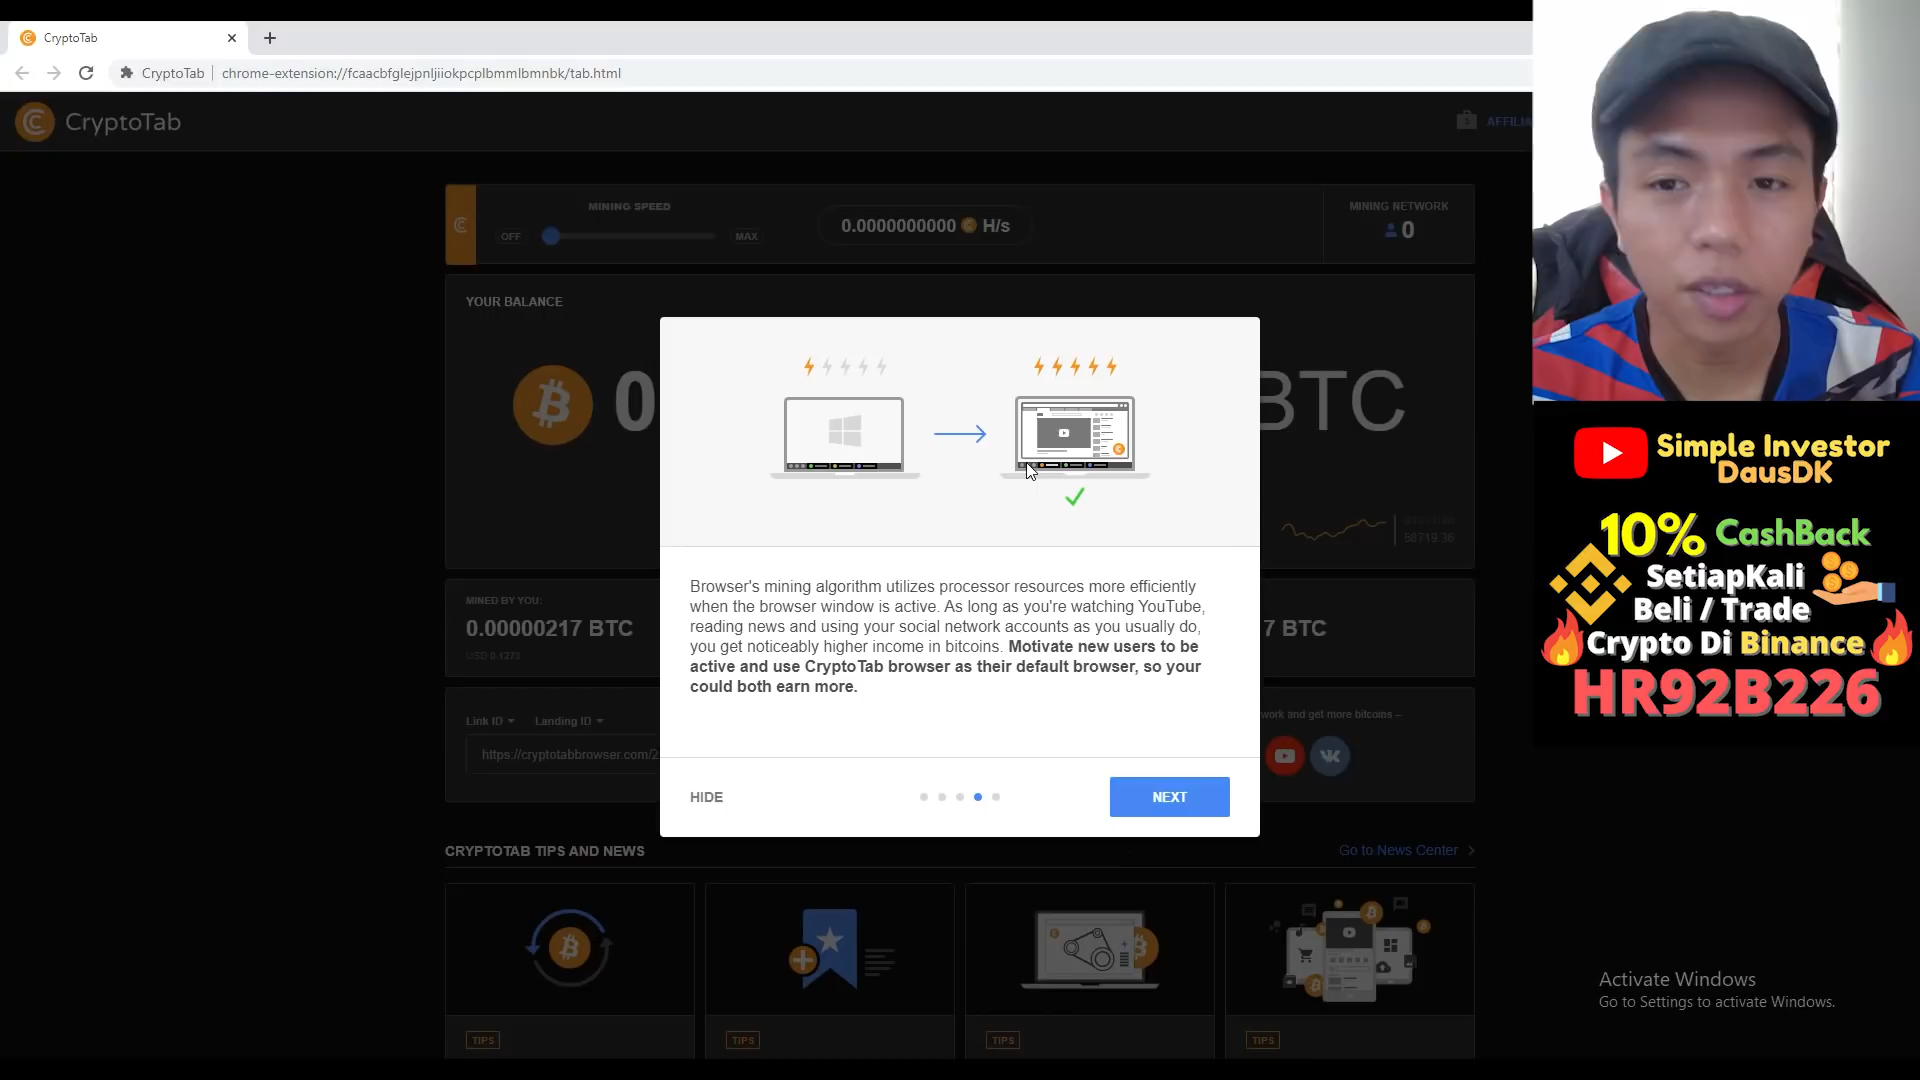 CryptoTab
CryptoTab
chrome-extension://fcaacbfglejpnljiiokpcplbmmlbmnbk/tab.html
CryptoTab
MINING SPEED
OFF
MAX
0.0000000000 H/s
MINING NETWORK
0
YOUR BALANCE
0
BTC
58719.36
Browser's mining algorithm utilizes processor resources more efficiently
when the browser window is active. As long as you're watching YouTube,
reading news and using your social network accounts as you usually do,
you get noticeably higher income in bitcoins. Motivate new users to be
active and use CryptoTab browser as their default browser, so your
could both earn more.
HIDE
NEXT
MINED BY YOU:
0.00000217 BTC
USD 0.1273
7 BTC
Link ID
Landing ID
https://cryptotabbrowser.com/2
work and get more bitcoins –
CRYPTOTAB TIPS AND NEWS
Go to News Center
TIPS
TIPS
TIPS
TIPS
Simple Investor
DausDK
10% CashBack
SetiapKali
Beli / Trade
Crypto Di Binance
HR92B226
Activate Windows
Go to Settings to activate Windows.